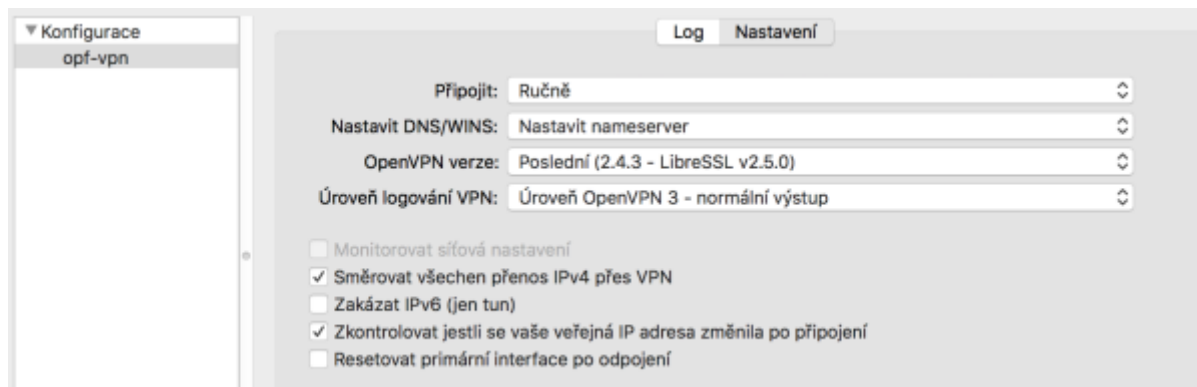 Konfigurace
opf-vpn
Log Nastavení
Připojit: Ručně
Nastavit DNS/WINS: Nastavit nameserver
OpenVPN verze: Poslední (2.4.3 - LibreSSL v2.5.0)
Úroveň logování VPN: Úroveň OpenVPN 3 - normální výstup
Monitorovat síťová nastavení
Směrovat všechen přenos IPv4 přes VPN
Zakázat IPv6 (jen tun)
Zkontrolovat jestli se vaše veřejná IP adresa změnila po připojení
Resetovat primární interface po odpojení